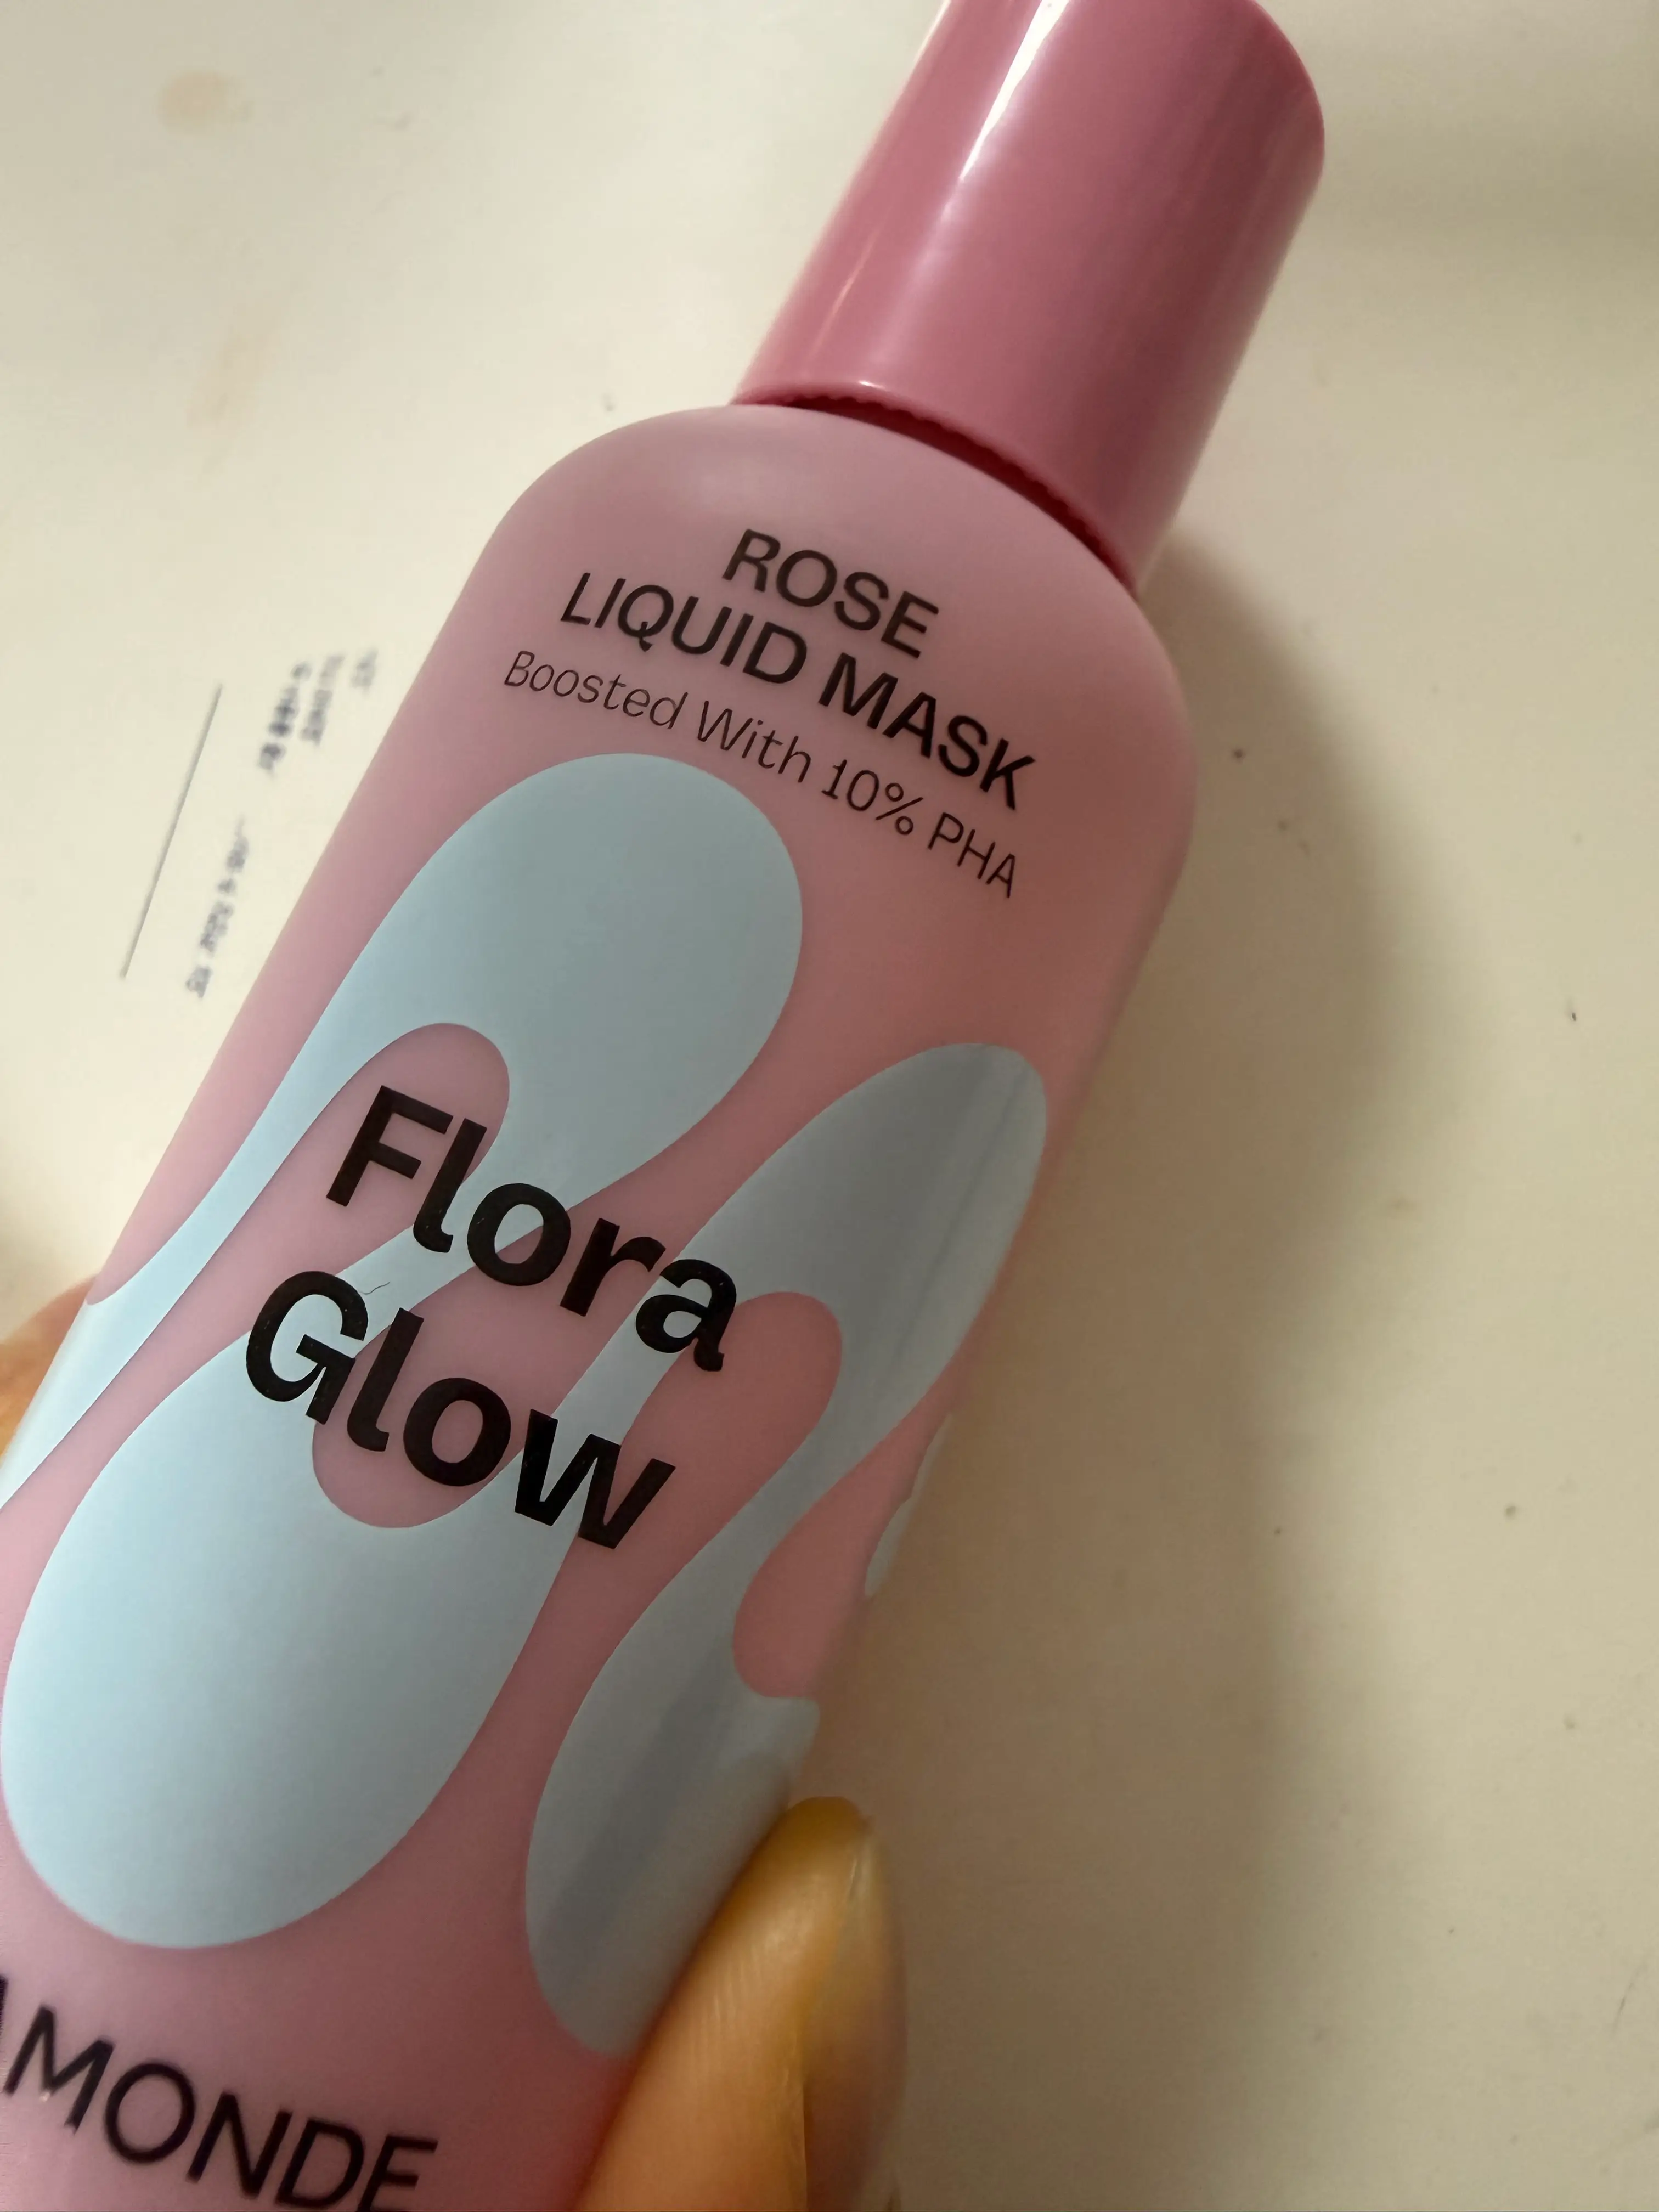 ROSE
LIQUID MASK
Boosted With 10% PHA
Flora
Glow
MONDE